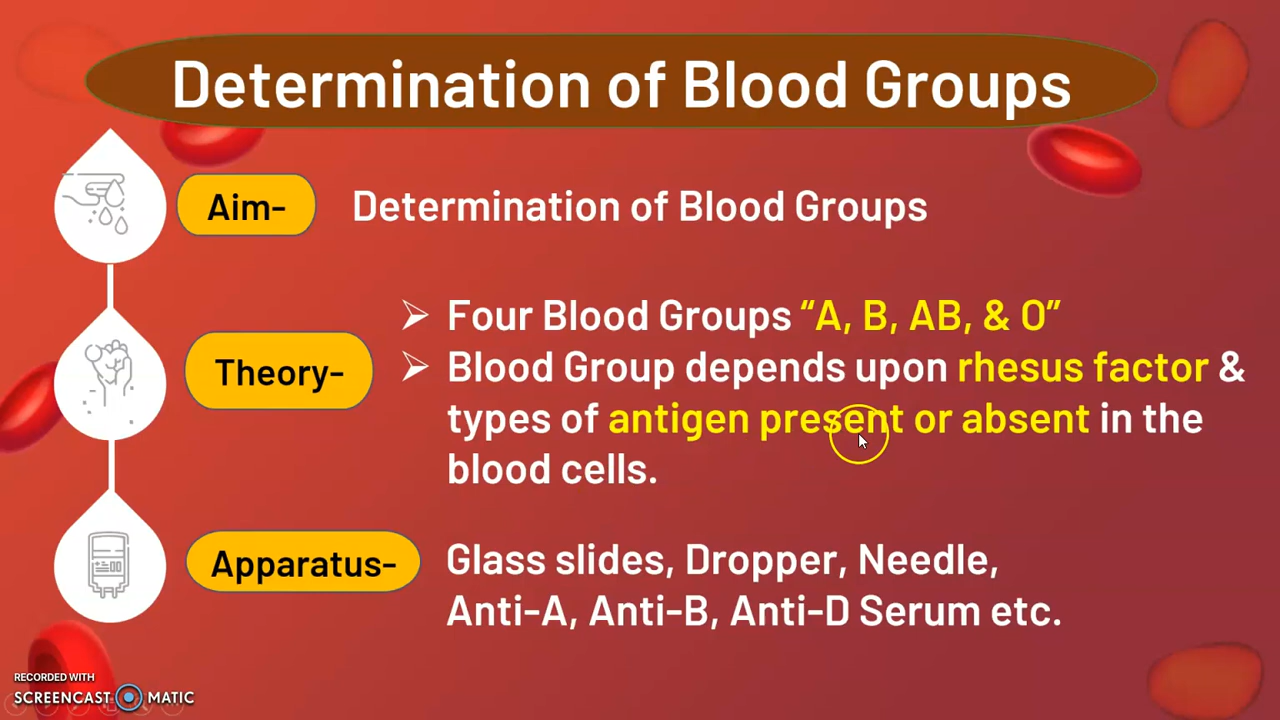 Determination of Blood Groups
Aim-
Determination of Blood Groups
Theory-
Four Blood Groups “A, B, AB, & O”
Blood Group depends upon rhesus factor &
types of antigen present or absent in the
blood cells.
Apparatus-
Glass slides, Dropper, Needle,
Anti-A, Anti-B, Anti-D Serum etc.
RECORDED WITH
SCREENCAST MATIC